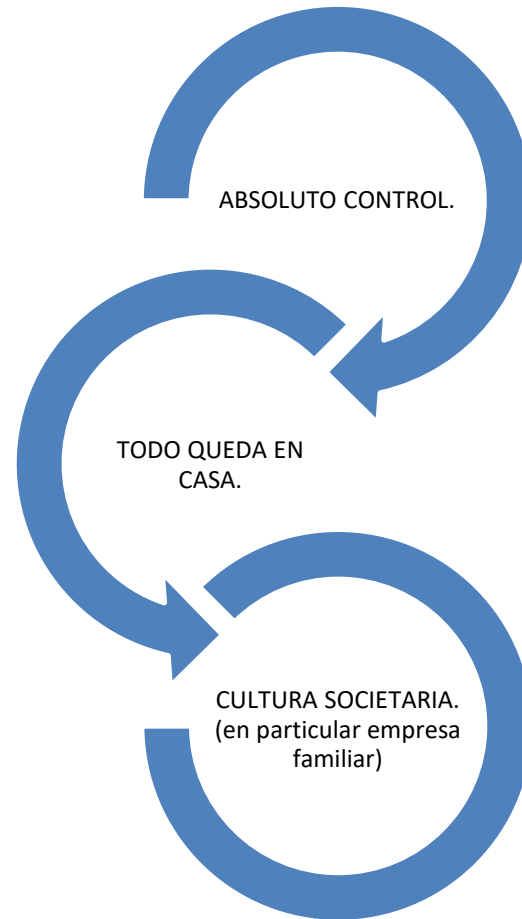 ABSOLUTO CONTROL.
TODO QUEDA EN
CASA.
CULTURA SOCIETARIA.
(en particular empresa
familiar)